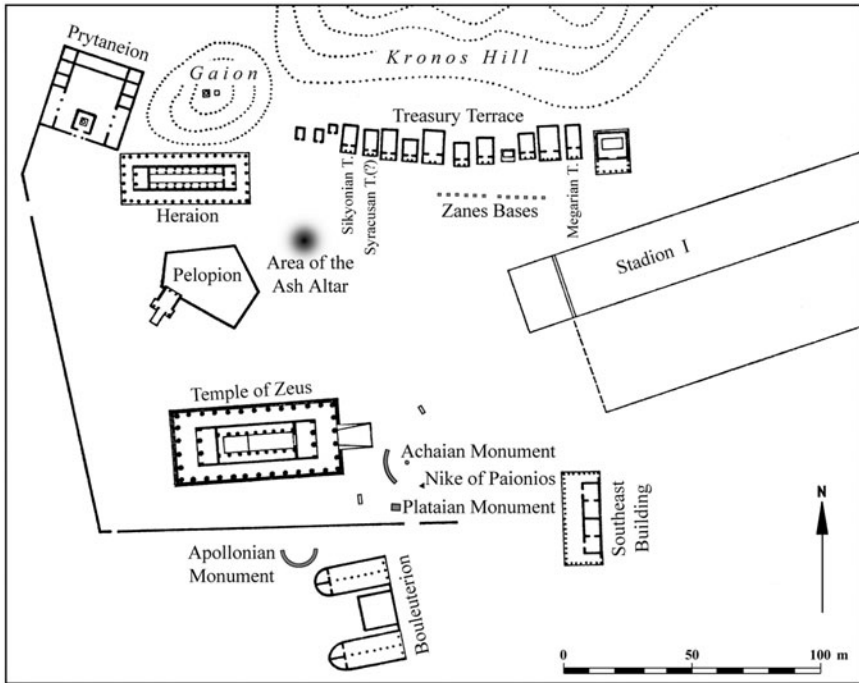 Prytaneion
Gaion
Kronos Hill
Treasury Terrace
Heraion
Sikyonian T.
Syracusan T.(?)
Zanes Bases
Megarian T.
Stadion I
Pelopion
Area of the
Ash Altar
Temple of Zeus
Achaian Monument
Nike of Paionios
Plataian Monument
Southeast
Building
N
Apollonian
Monument
Bouleuterion
0 50 100 m